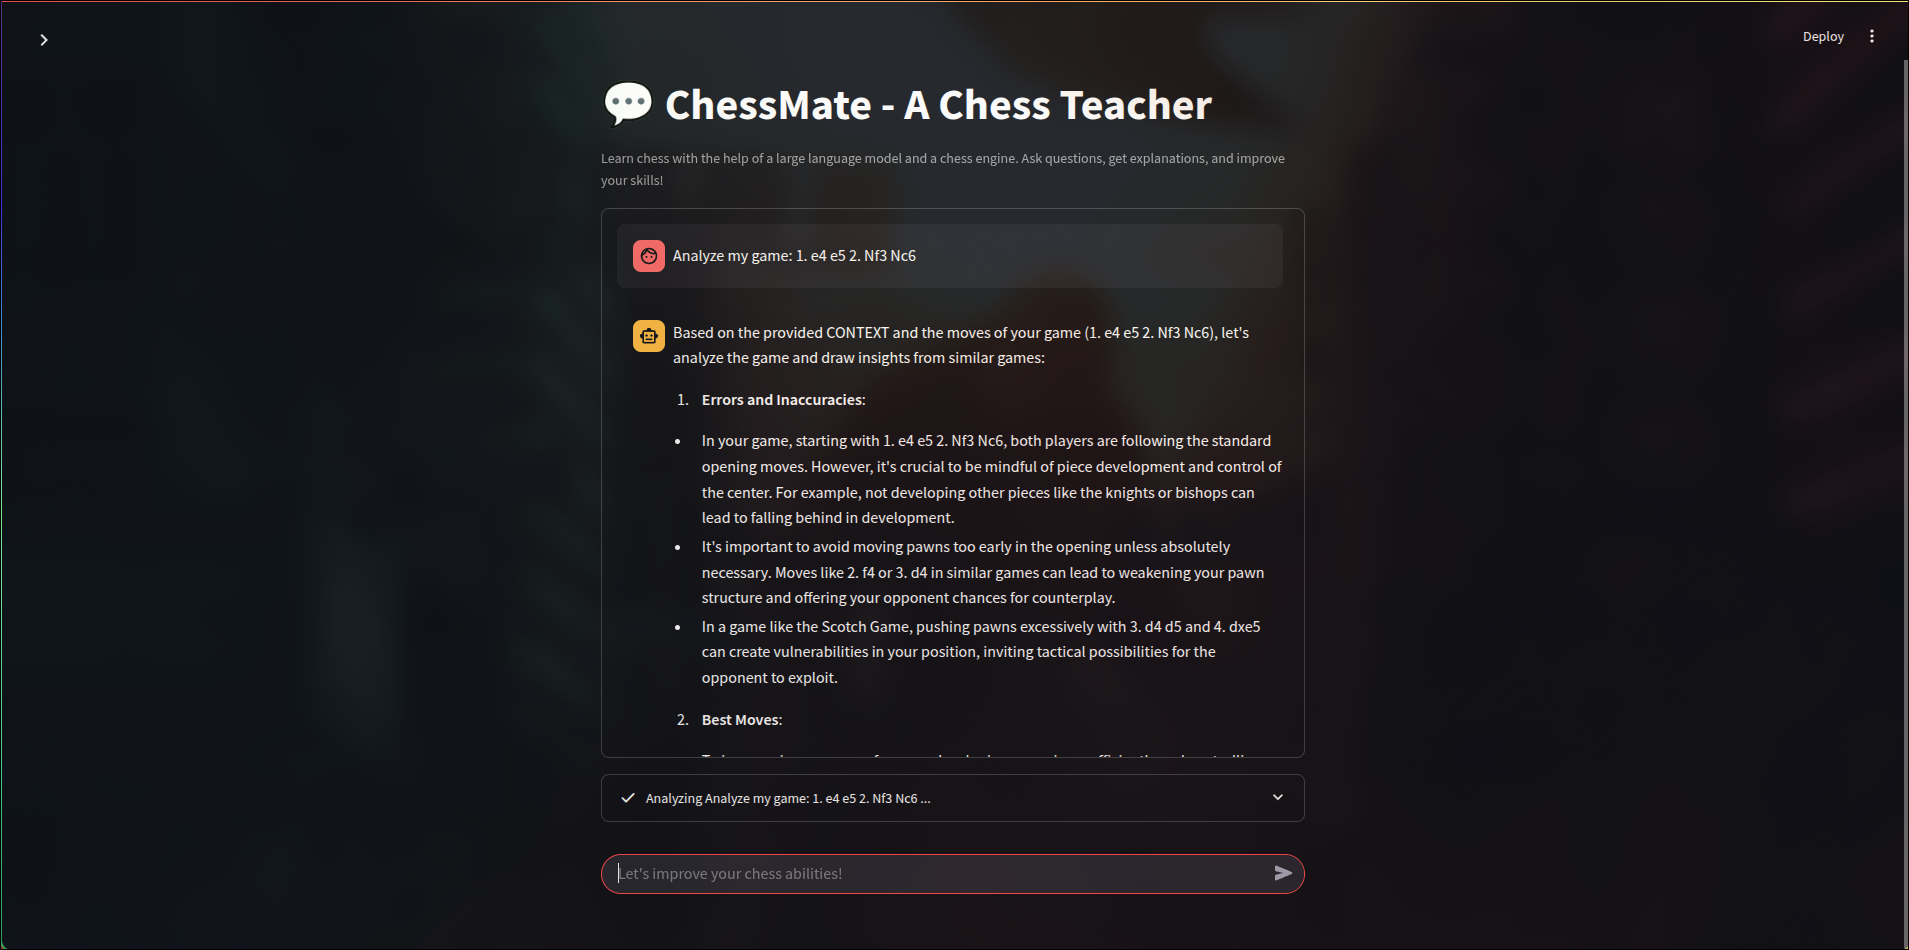 Deploy
💬 ChessMate - A Chess Teacher
Learn chess with the help of a large language model and a chess engine. Ask questions, get explanations, and improve
your skills!
Analyze my game: 1. e4 e5 2. Nf3 Nc6
Based on the provided CONTEXT and the moves of your game (1. e4 e5 2. Nf3 Nc6), let's
analyze the game and draw insights from similar games:
1. Errors and Inaccuracies:
• In your game, starting with 1. e4 e5 2. Nf3 Nc6, both players are following the standard
opening moves. However, it's crucial to be mindful of piece development and control of
the center. For example, not developing other pieces like the knights or bishops can
lead to falling behind in development.
• It's important to avoid moving pawns too early in the opening unless absolutely
necessary. Moves like 2. f4 or 3. d4 in similar games can lead to weakening your pawn
structure and offering your opponent chances for counterplay.
• In a game like the Scotch Game, pushing pawns excessively with 3. d4 d5 and 4. dxe5
can create vulnerabilities in your position, inviting tactical possibilities for the
opponent to exploit.
2. Best Moves:
Analyzing Analyze my game: 1. e4 e5 2. Nf3 Nc6 ...
Let's improve your chess abilities!